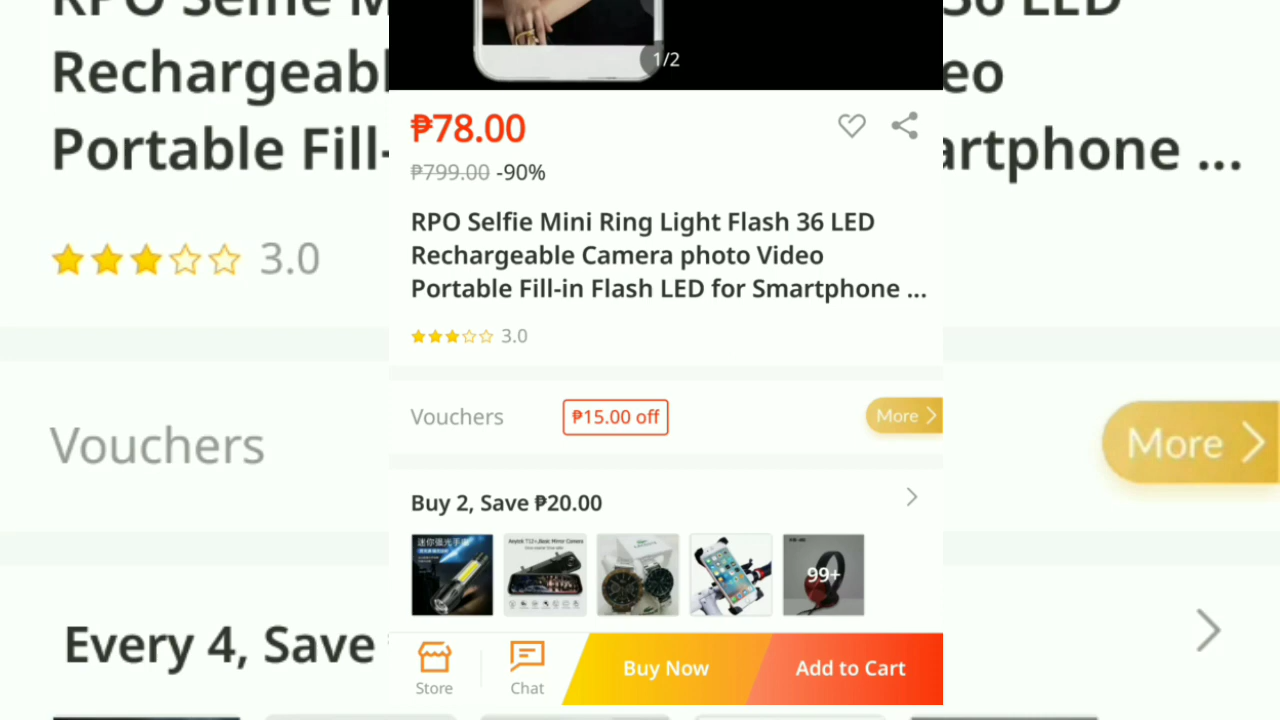 RPO Selfie M
36 LED
Rechargeabl
eo
Portable Fill-
artphone ...
3.0
Vouchers
More
Every 4, Save
1/2
₱78.00
₱799.00 -90%
RPO Selfie Mini Ring Light Flash 36 LED
Rechargeable Camera photo Video
Portable Fill-in Flash LED for Smartphone ...
3.0
Vouchers
₱15.00 off
More
Buy 2, Save ₱20.00
99+
Store
Chat
Buy Now
Add to Cart